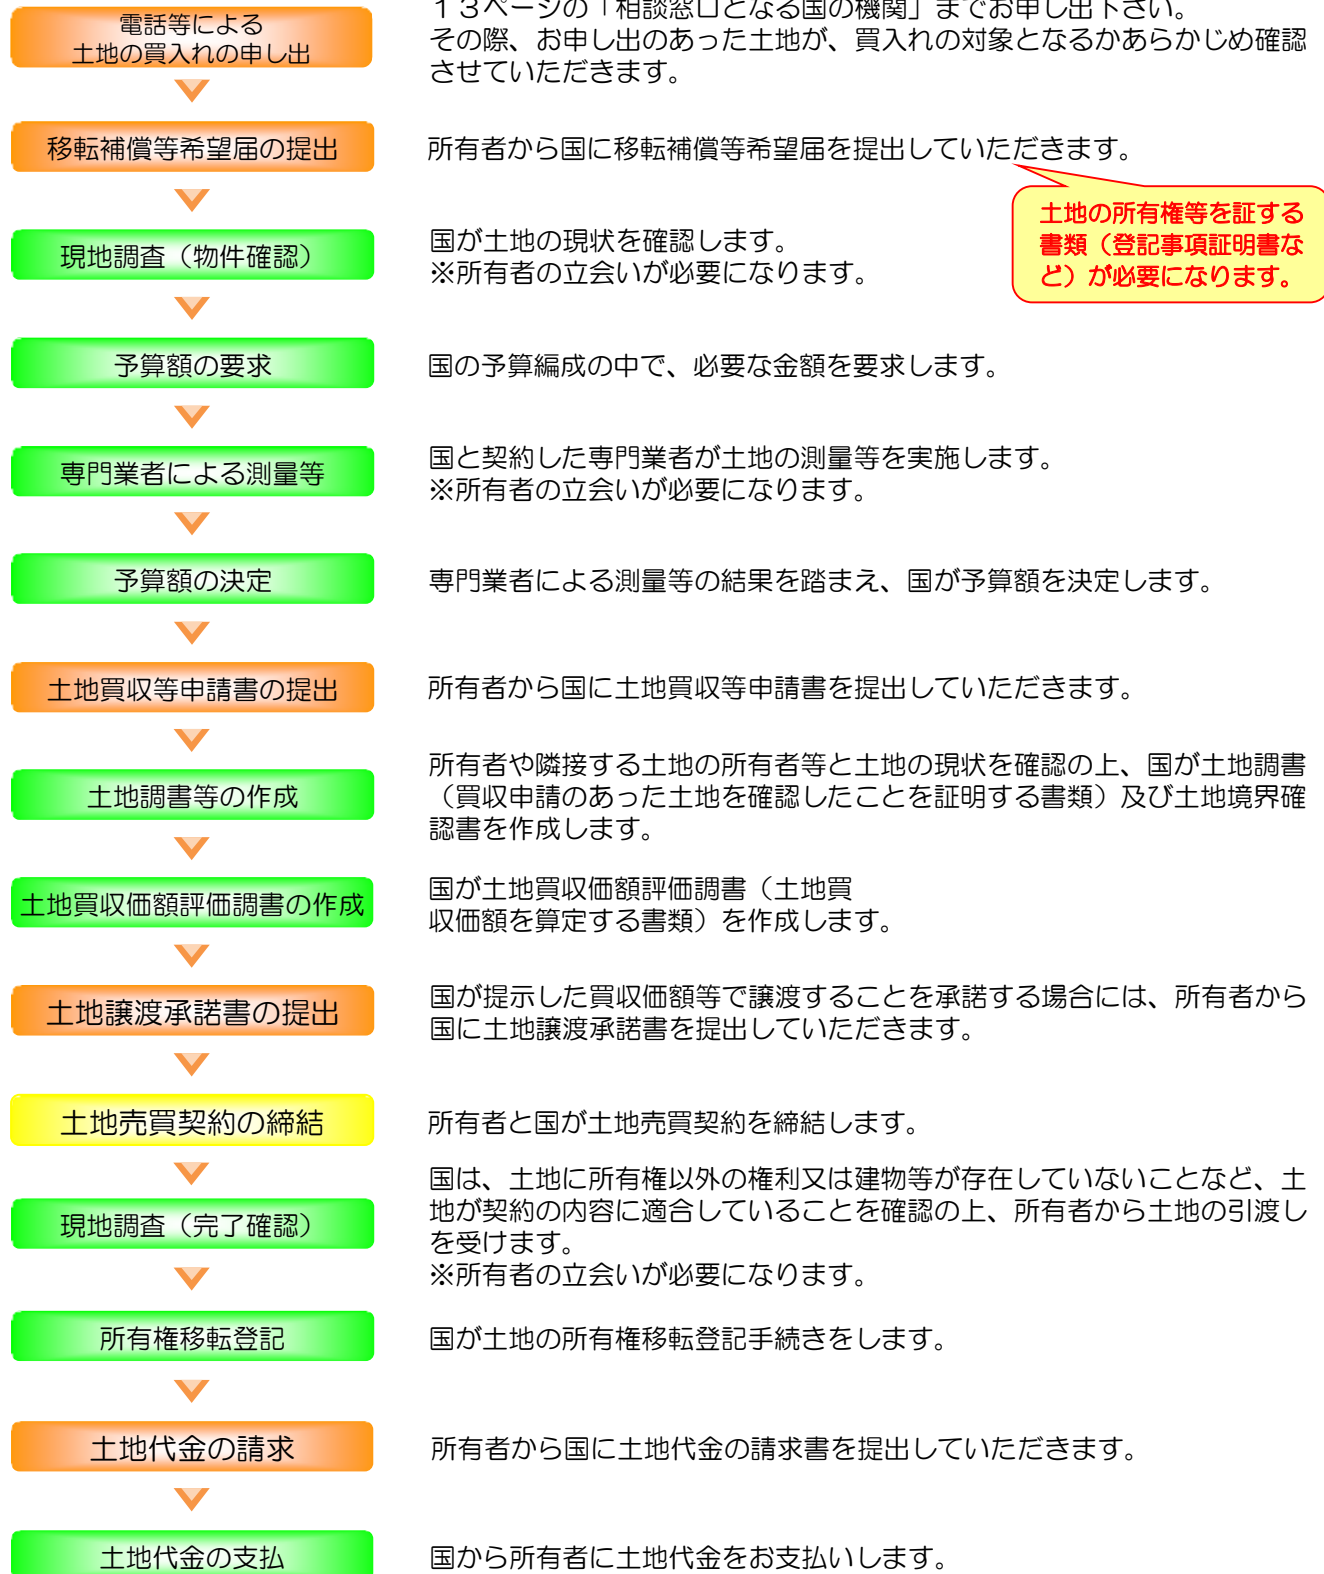 電話等による
土地の買入れの申し出
13ページの「相談窓口となる国の機関」までお申し出下さい。
その際、お申し出のあった土地が、買入れの対象となるかあらかじめ確認
させていただきます。
移転補償等希望届の提出
所有者から国に移転補償等希望届を提出していただきます。
土地の所有権等を証する
書類（登記事項証明書な
ど）が必要になります。
現地調査（物件確認）
国が土地の現状を確認します。
※所有者の立会いが必要になります。
予算額の要求
国の予算編成の中で、必要な金額を要求します。
専門業者による測量等
国と契約した専門業者が土地の測量等を実施します。
※所有者の立会いが必要になります。
予算額の決定
専門業者による測量等の結果を踏まえ、国が予算額を決定します。
土地買収等申請書の提出
所有者から国に土地買収等申請書を提出していただきます。
土地調書等の作成
所有者や隣接する土地の所有者等と土地の現状を確認の上、国が土地調書
（買収申請のあった土地を確認したことを証明する書類）及び土地境界確
認書を作成します。
土地買収価額評価調書の作成
国が土地買収価額評価調書（土地買
収価額を算定する書類）を作成します。
土地譲渡承諾書の提出
国が提示した買収価額等で譲渡することを承諾する場合には、所有者から
国に土地譲渡承諾書を提出していただきます。
土地売買契約の締結
所有者と国が土地売買契約を締結します。
現地調査（完了確認）
国は、土地に所有権以外の権利又は建物等が存在していないことなど、土
地が契約の内容に適合していることを確認の上、所有者から土地の引渡し
を受けます。
※所有者の立会いが必要になります。
所有権移転登記
国が土地の所有権移転登記手続きをします。
土地代金の請求
所有者から国に土地代金の請求書を提出していただきます。
土地代金の支払
国から所有者に土地代金をお支払いします。